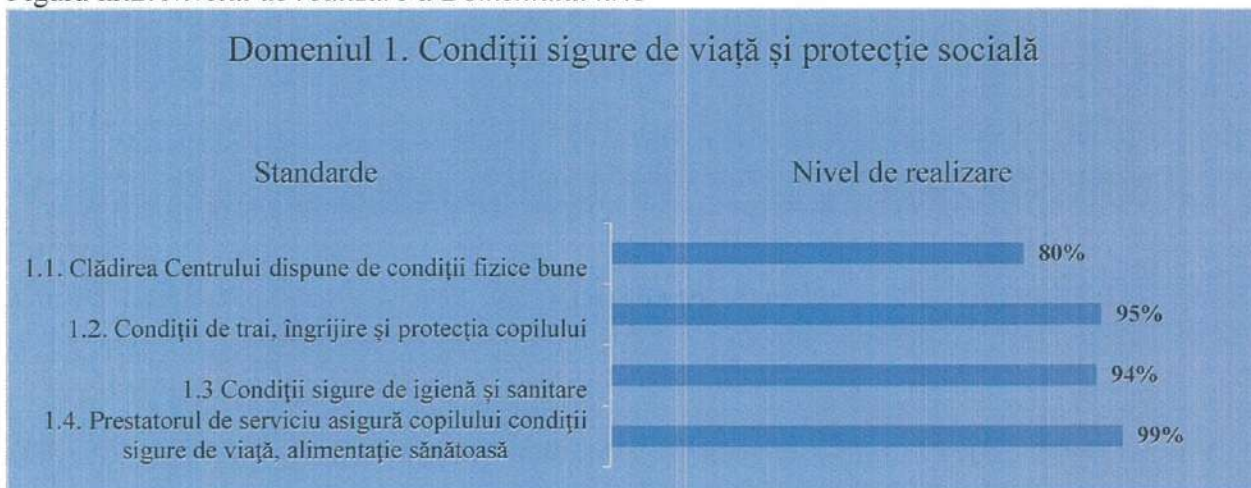 Domeniul 1. Condiții sigure de viață și protecție socială
Standarde
Nivel de realizare
1.1. Clădirea Centrului dispune de condiții fizice bune
80%
1.2. Condiții de trai, îngrijire și protecția copilului
95%
1.3 Condiții sigure de igienă și sanitare
94%
1.4. Prestatorul de serviciu asigură copilului condiții
sigure de viață, alimentație sănătoasă
99%